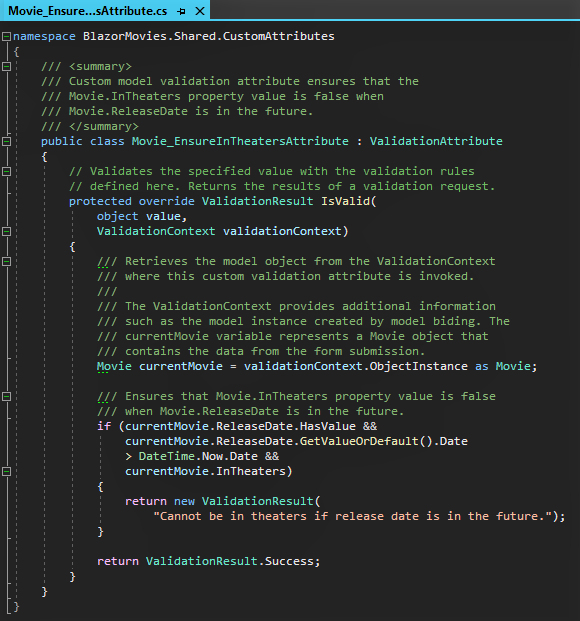 Movie_Ensure...sAttribute.cs
namespace BlazorMovies.Shared.CustomAttributes
{
/// <summary>
/// Custom model validation attribute ensures that the
/// Movie.InTheaters property value is false when
/// Movie.ReleaseDate is in the future.
/// </summary>
public class Movie_EnsureInTheatersAttribute : ValidationAttribute
{
// Validates the specified value with the validation rules
// defined here. Returns the results of a validation request.
protected override ValidationResult IsValid(
object value,
ValidationContext validationContext)
{
/// Retrieves the model object from the ValidationContext
/// where this custom validation attribute is invoked.
///
/// The ValidationContext provides additional information
/// such as the model instance created by model biding. The
/// currentMovie variable represents a Movie object that
/// contains the data from the form submission.
Movie currentMovie = validationContext.ObjectInstance as Movie;
/// Ensures that Movie.InTheaters property value is false
/// when Movie.ReleaseDate is in the future.
if (currentMovie.ReleaseDate.HasValue &&
currentMovie.ReleaseDate.GetValueOrDefault().Date
> DateTime.Now.Date &&
currentMovie.InTheaters)
{
return new ValidationResult(
"Cannot be in theaters if release date is in the future.");
}
return ValidationResult.Success;
}
}
}